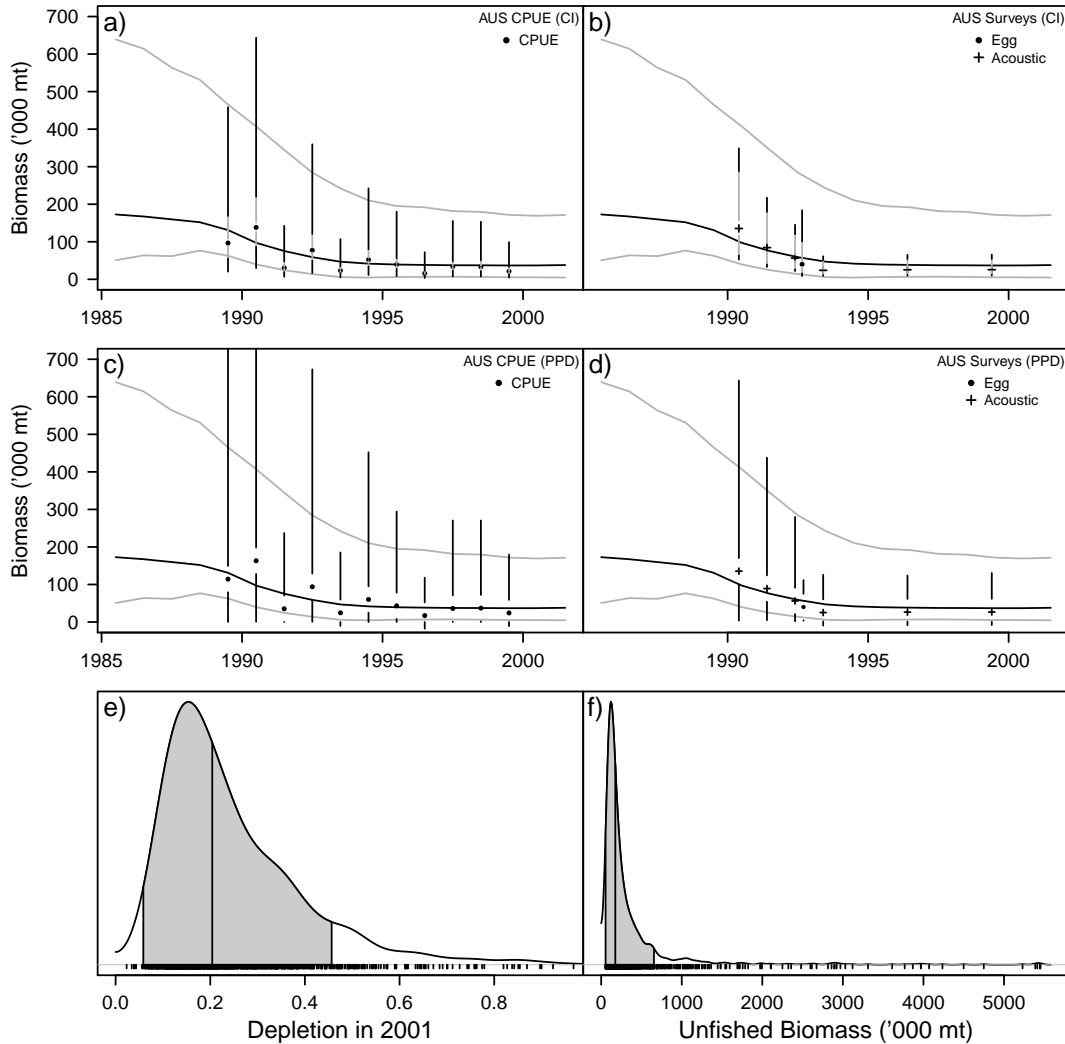 a)
AUS CPUE (CI)
CPUE
Biomass ('000 mt)
700
600
500
400
300
200
100
0
1985
1990
1995
2000
b)
AUS Surveys (CI)
Egg
Acoustic
1990
1995
2000
c)
AUS CPUE (PPD)
CPUE
Biomass ('000 mt)
700
600
500
400
300
200
100
0
1985
1990
1995
2000
d)
AUS Surveys (PPD)
Egg
Acoustic
1990
1995
2000
e)
0.0
0.2
0.4
0.6
0.8
Depletion in 2001
f)
0
1000
2000
3000
4000
5000
Unfished Biomass ('000 mt)